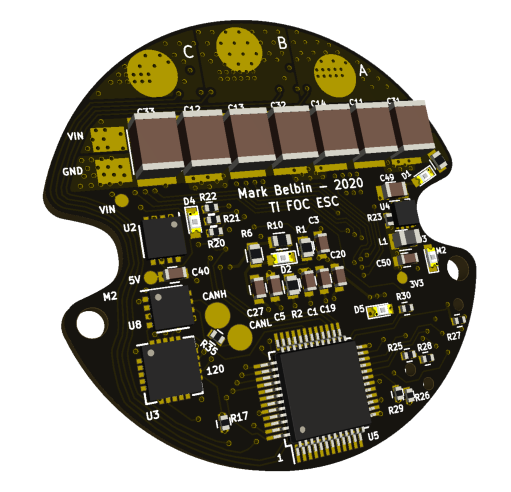 C
B
A
C33 C12 C13 C32 C14 C11 C31
VIN
GND
VIN
Mark Belbin - 2020
TI FOC ESC
C49
D1
U4
R23
D4
R22
R21
R20
U2
R6
R10
R1
C3
L1
M2
C50
5V
C40
D2
C20
3V3
M2
CANH
C27
C5
R2
C1
C19
U8
CANL
D5
R30
R35
R27
R25
R28
120
U3
R17
R29
R26
U5
1